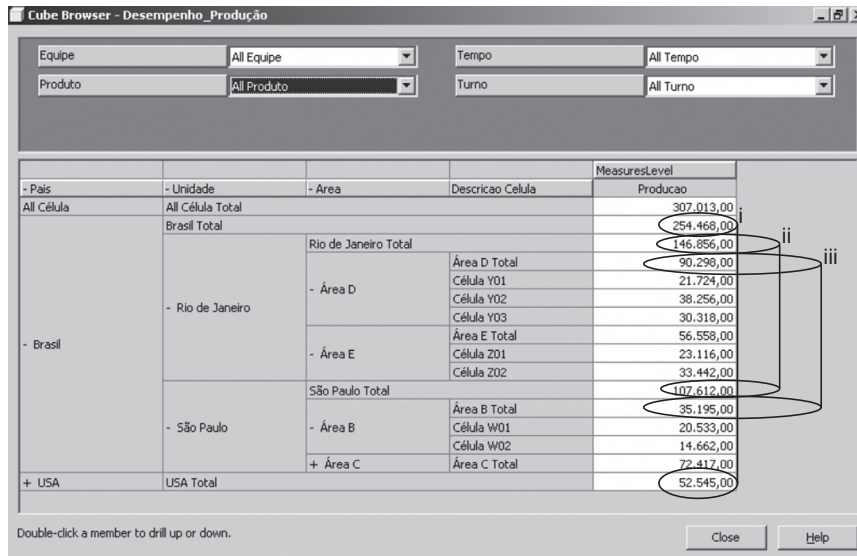 Cube Browser - Desempenho_Produção
Equipe All Equipe Tempo All Tempo
Produto All Produto Turno All Turno
MeasuresLevel
- Pais - Unidade - Area Descricao Celula Producao
All Célula All Célula Total 307.013,00
i
Brasil Total 254.468,00
ii
Rio de Janeiro Total 146.856,00
iii
Área D Total 90.298,00
Célula Y01 21.724,00
- Área D Célula Y02 38.256,00
- Rio de Janeiro Célula Y03 30.318,00
Área E Total 56.558,00
- Brasil - Área E Célula Z01 23.116,00
Célula Z02 33.442,00
São Paulo Total 107.612,00
Área B Total 35.195,00
- São Paulo - Área B Célula W01 20.533,00
Célula W02 14.662,00
+ Área C Área C Total 72.417,00
+ USA USA Total 52.545,00
Double-click a member to drill up or down.
Close Help